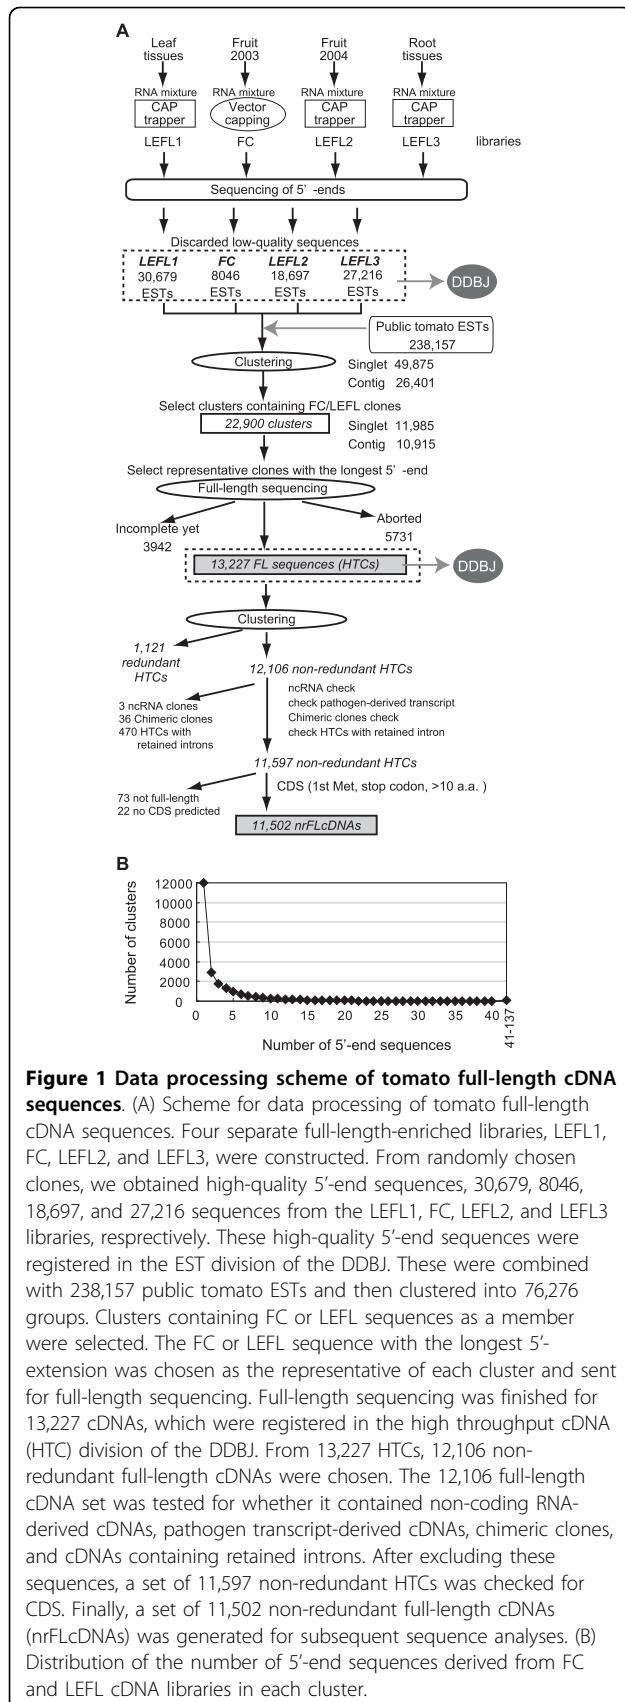 A
Leaf tissues
Fruit 2003
Fruit 2004
Root tissues
RNA mixture
RNA mixture
RNA mixture
RNA mixture
CAP trapper
Vector capping
CAP trapper
CAP trapper
LEFL1
FC
LEFL2
LEFL3
libraries
Sequencing of 5' -ends
Discarded low-quality sequences
LEFL1 FC LEFL2 LEFL3
30,679 8046 18,697 27,216
ESTs ESTs ESTs ESTs
DDBJ
Public tomato ESTs
238,157
Clustering
Singlet 49,875
Contig 26,401
Select clusters containing FC/LEFL clones
22,900 clusters
Singlet 11,985
Contig 10,915
Select representative clones with the longest 5' -end
Full-length sequencing
Incomplete yet
3942
Aborted
5731
13,227 FL sequences (HTCs)
DDBJ
Clustering
1,121
redundant
HTCs
12,106 non-redundant HTCs
ncRNA check
check pathogen-derived transcript
Chimeric clones check
check HTCs with retained intron
3 ncRNA clones
36 Chimeric clones
470 HTCs with
retained introns
11,597 non-redundant HTCs
CDS (1st Met, stop codon, >10 a.a. )
73 not full-length
22 no CDS predicted
11,502 nrFLcDNAs
B
Number of clusters
12000
10000
8000
6000
4000
2000
0
0 5 10 15 20 25 30 35 40 41-137
Number of 5'-end sequences
Figure 1 Data processing scheme of tomato full-length cDNA
sequences. (A) Scheme for data processing of tomato full-length
cDNA sequences. Four separate full-length-enriched libraries, LEFL1,
FC, LEFL2, and LEFL3, were constructed. From randomly chosen
clones, we obtained high-quality 5'-end sequences, 30,679, 8046,
18,697, and 27,216 sequences from the LEFL1, FC, LEFL2, and LEFL3
libraries, resprectively. These high-quality 5'-end sequences were
registered in the EST division of the DDBJ. These were combined
with 238,157 public tomato ESTs and then clustered into 76,276
groups. Clusters containing FC or LEFL sequences as a member
were selected. The FC or LEFL sequence with the longest 5'-
extension was chosen as the representative of each cluster and sent
for full-length sequencing. Full-length sequencing was finished for
13,227 cDNAs, which were registered in the high throughput cDNA
(HTC) division of the DDBJ. From 13,227 HTCs, 12,106 non-
redundant full-length cDNAs were chosen. The 12,106 full-length
cDNA set was tested for whether it contained non-coding RNA-
derived cDNAs, pathogen transcript-derived cDNAs, chimeric clones,
and cDNAs containing retained introns. After excluding these
sequences, a set of 11,597 non-redundant HTCs was checked for
CDS. Finally, a set of 11,502 non-redundant full-length cDNAs
(nrFLcDNAs) was generated for subsequent sequence analyses. (B)
Distribution of the number of 5'-end sequences derived from FC
and LEFL cDNA libraries in each cluster.